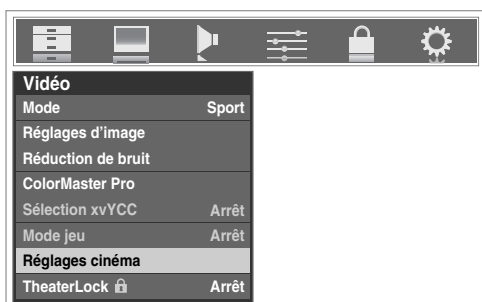 Vidéo
Mode Sport
Réglages d'image
Réduction de bruit
ColorMaster Pro
Sélection xvYCC Arrêt
Mode jeu Arrêt
Réglages cinéma
TheaterLock Arrêt